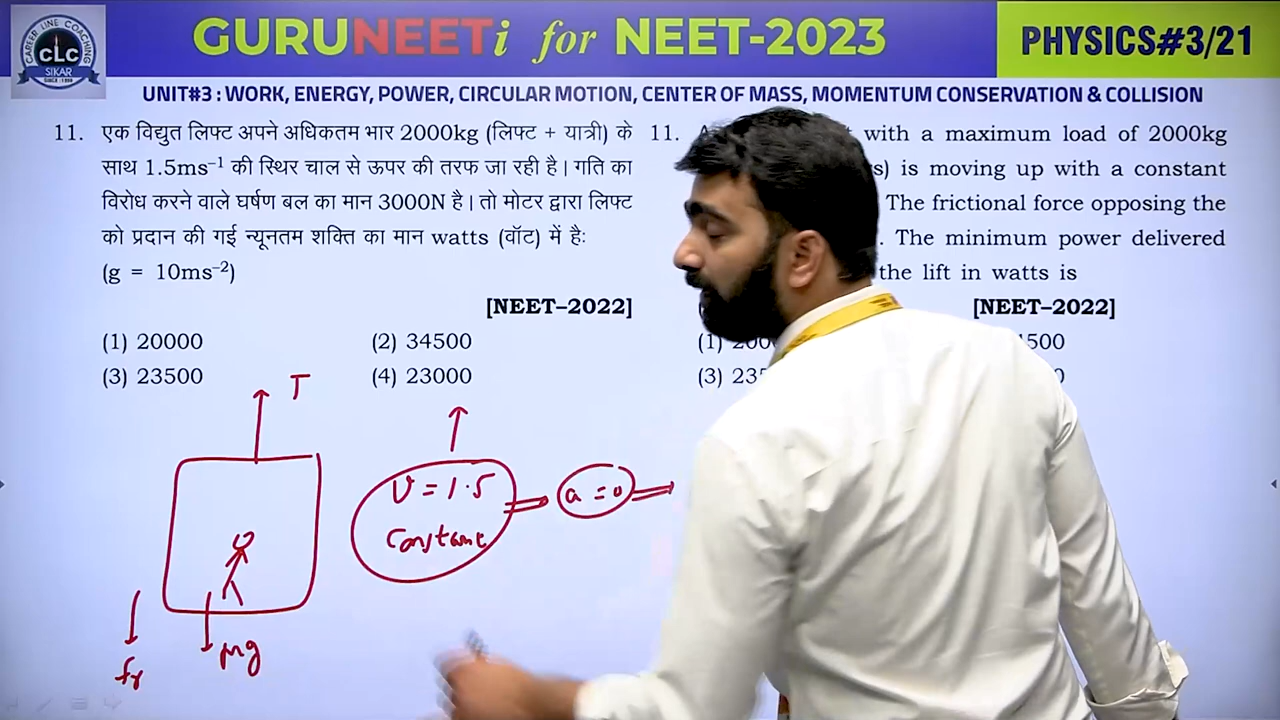 CAREER LINE COACHING
CLC
SIKAR
SINCE : 1996
GURUNEETi for NEET-2023
PHYSICS#3/21
UNIT#3 : WORK, ENERGY, POWER, CIRCULAR MOTION, CENTER OF MASS, MOMENTUM CONSERVATION & COLLISION
11. एक विद्युत लिफ्ट अपने अधिकतम भार 2000kg (लिफ्ट + यात्री) के
साथ 1.5ms⁻¹ की स्थिर चाल से ऊपर की तरफ जा रही है। गति का
विरोध करने वाले घर्षण बल का मान 3000N है। तो मोटर द्वारा लिफ्ट
को प्रदान की गई न्यूनतम शक्ति का मान watts (वॉट) में हैः
(g = 10ms⁻²)
[NEET–2022]
(1) 20000 (2) 34500
(3) 23500 (4) 23000
11. with a maximum load of 2000kg
is moving up with a constant
The frictional force opposing the
. The minimum power delivered
the lift in watts is
[NEET–2022]
(1) 500
(3)
T
V = 1.5
Constant
a = 0
Mg
fr